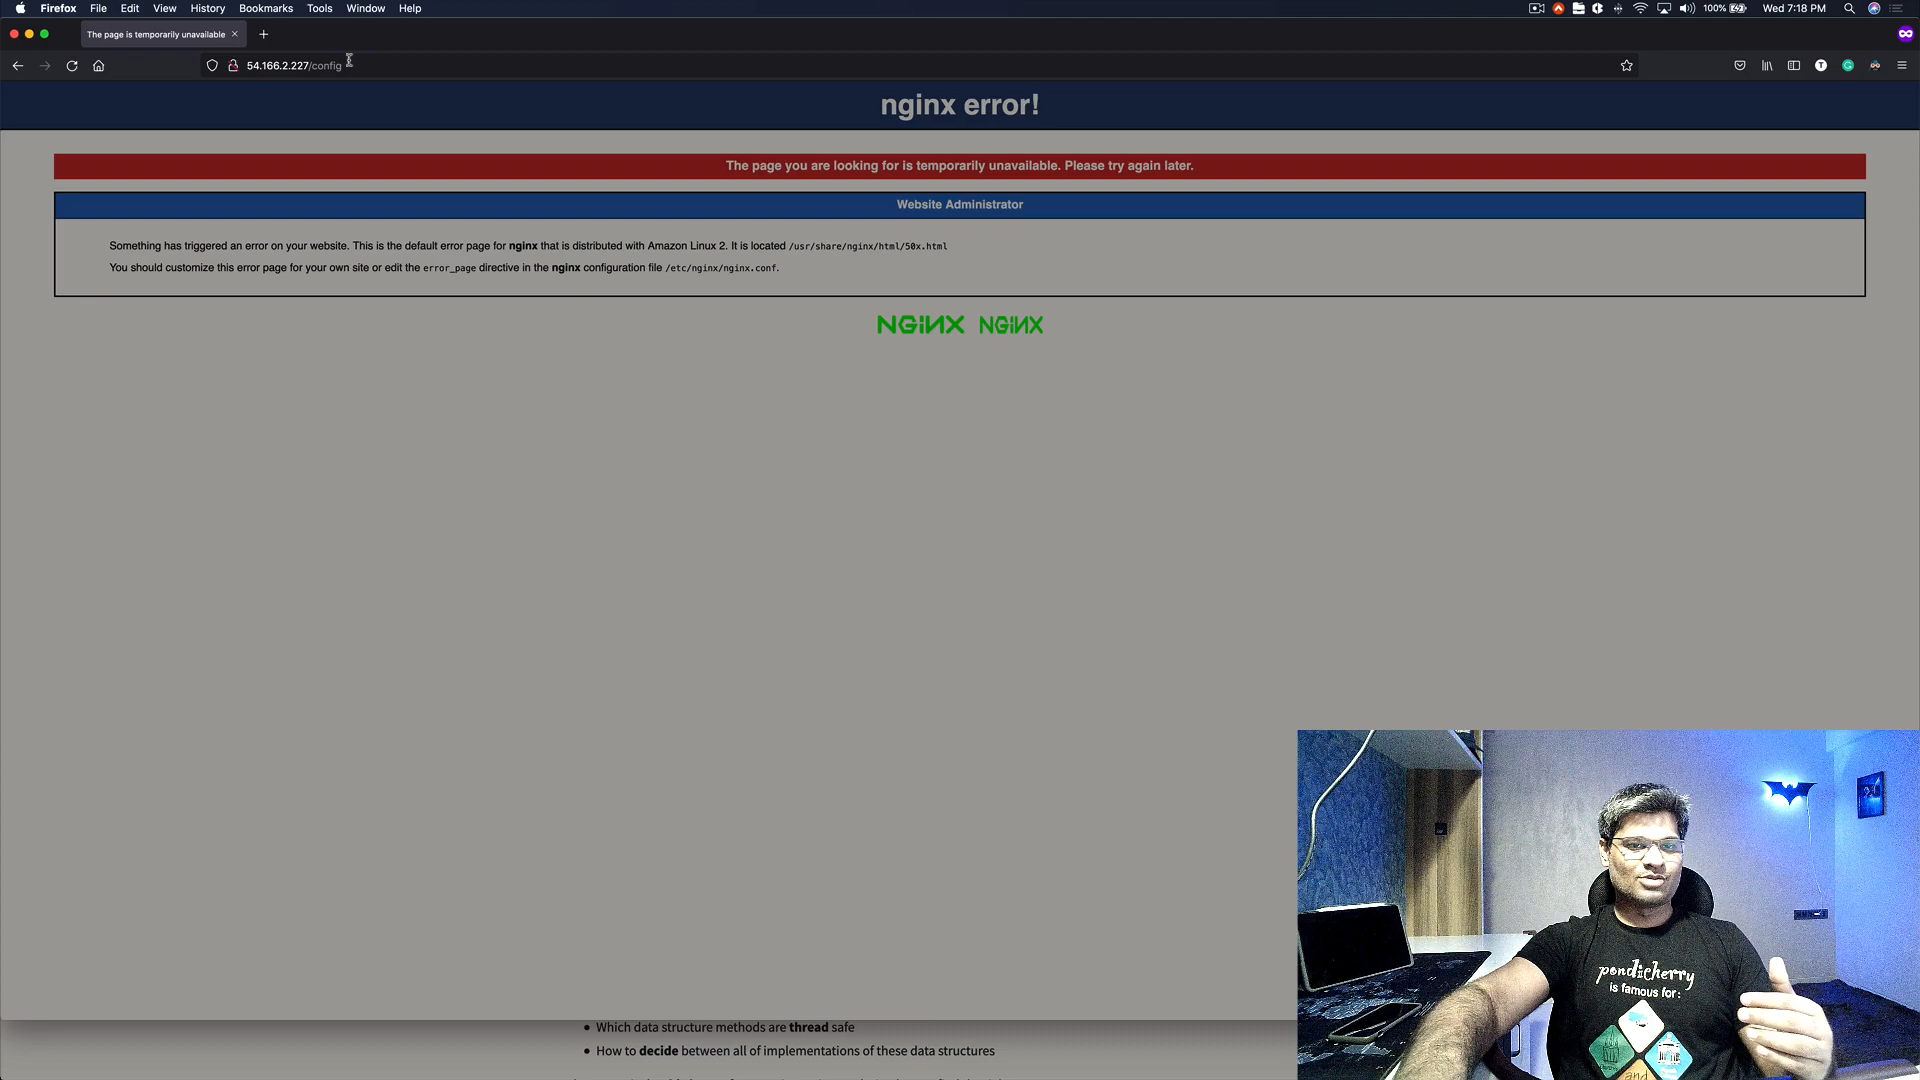 Firefox File Edit View History Bookmarks Tools Window Help
100% Wed 7:18 PM
The page is temporarily unavailable
54.166.2.227/config
nginx error!
The page you are looking for is temporarily unavailable. Please try again later.
Website Administrator
Something has triggered an error on your website. This is the default error page for nginx that is distributed with Amazon Linux 2. It is located /usr/share/nginx/html/50x.html
You should customize this error page for your own site or edit the error_page directive in the nginx configuration file /etc/nginx/nginx.conf.
NGINX NGINX
pondicherry
is famous for:
and
• Which data structure methods are thread safe
• How to decide between all of implementations of these data structures